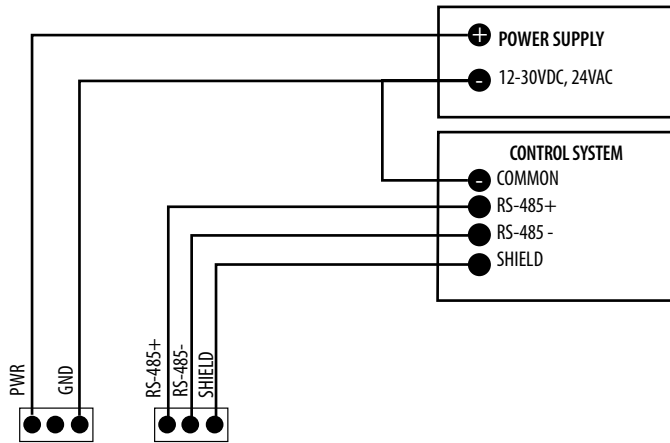 + POWER SUPPLY
- 12-30VDC, 24VAC
CONTROL SYSTEM
- COMMON
RS-485+
RS-485 -
SHIELD
PWR
GND
RS-485+
RS-485-
SHIELD